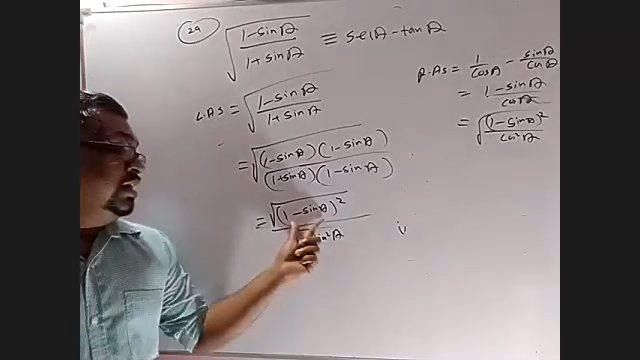 29 √((1-sinA)/(1+sinA)) ≡ secA-tanA
L.H.S = √((1-sinA)/(1+sinA))
= √((1-sinA)(1-sinA)/(1+sinA)(1-sinA))
= √(1-sinA)² / sin²A
R.H.S = 1/cosA - sinA/cosA
= (1-sinA)/cosA
= √((1-sinA)²/cos²A)